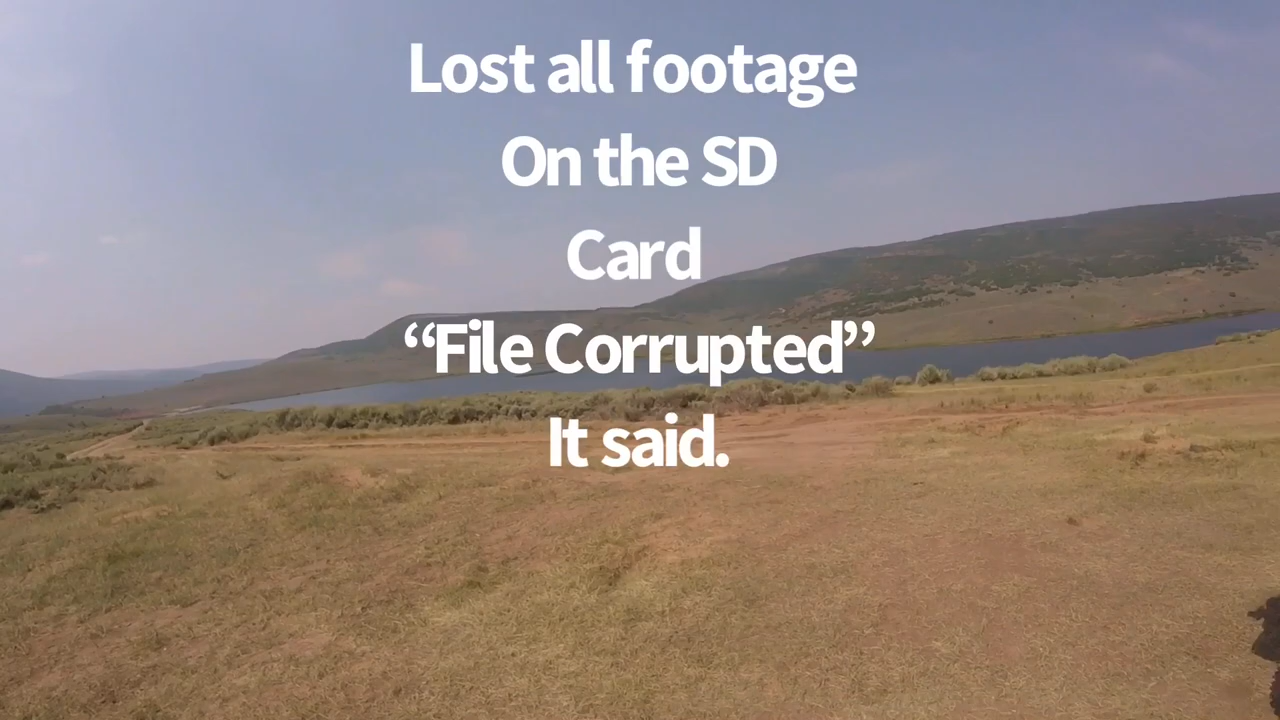 Lost all footage
On the SD
Card
“File Corrupted”
It said.